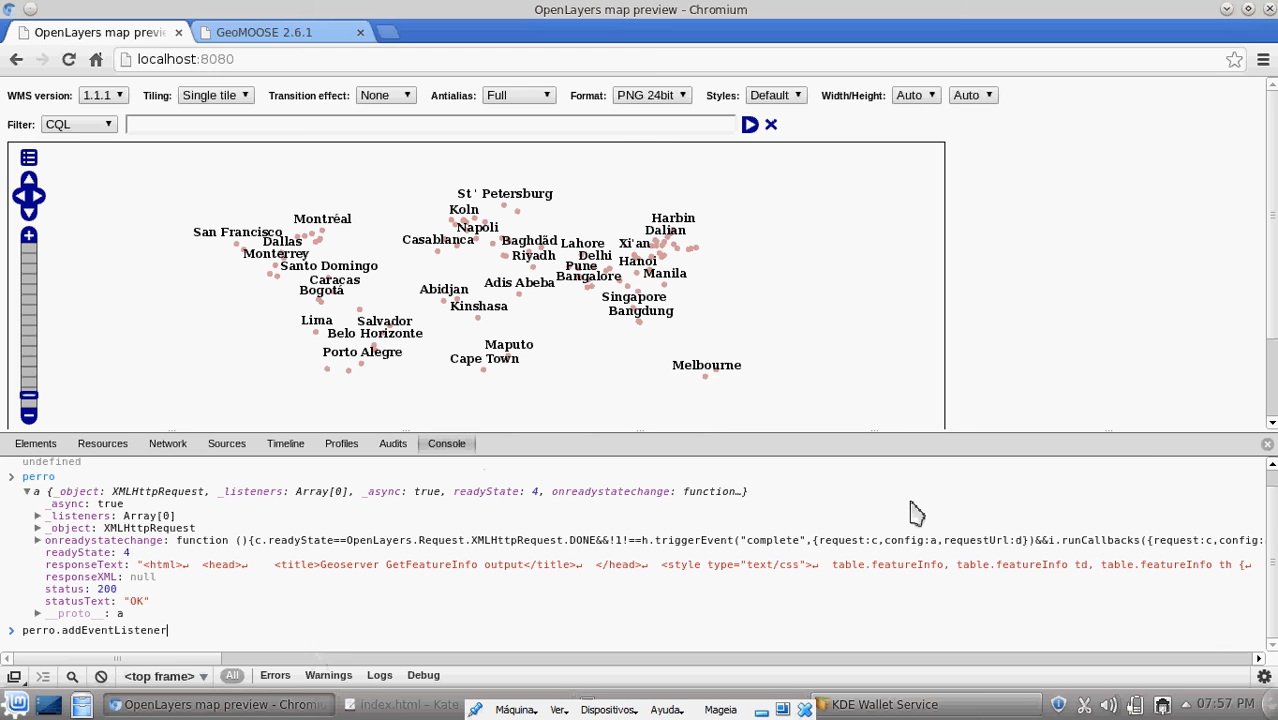 OpenLayers map preview - Chromium
OpenLayers map previe
GeoMOOSE 2.6.1
localhost:8080
WMS version: 1.1.1 Tiling: Single tile Transition effect: None Antialias: Full Format: PNG 24bit Styles: Default Width/Height: Auto Auto
Filter: CQL
St ' Petersburg
Koln
Montréal
Harbin
Napoli
San Francisco
Dalian
Dallas
Casablanca
Baghdãd
Lahore
Xi'an
Monterrey
Riyadh
Delhi
Santo Domingo
Pune
Hanoi
Caracas
Bangalore
Manila
Bogotá
Abidjan
Adis Abeba
Singapore
Kinshasa
Bangdung
Lima
Salvador
Belo Horizonte
Maputo
Porto Alegre
Cape Town
Melbourne
Elements Resources Network Sources Timeline Profiles Audits Console
undefined
perro
a {_object: XMLHttpRequest, _listeners: Array[0], _async: true, readyState: 4, onreadystatechange: function…}
_async: true
_listeners: Array[0]
_object: XMLHttpRequest
onreadystatechange: function (){c.readyState==OpenLayers.Request.XMLHttpRequest.DONE&&!1!==h.triggerEvent("complete",{request:c,config:a,requestUrl:d})&&i.runCallbacks({request:c,config:
readyState: 4
responseText: "<html>↵  <head>↵    <title>Geoserver GetFeatureInfo output</title>↵  </head>↵  <style type="text/css">↵  table.featureInfo, table.featureInfo td, table.featureInfo th {↵
responseXML: null
status: 200
statusText: "OK"
__proto__: a
perro.addEventListener
<top frame> All Errors Warnings Logs Debug
OpenLayers map preview - Chromiu
index.html – Kate
Máquina Ver Dispositivos Ayuda Mageia
KDE Wallet Service
07:57 PM